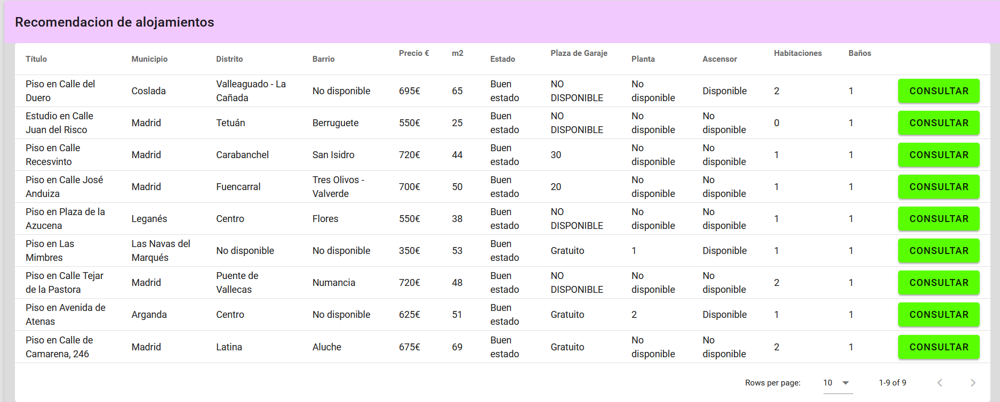 Recomendacion de alojamientos
Título Municipio Distrito Barrio Precio € m2 Estado Plaza de Garaje Planta Ascensor Habitaciones Baños
Piso en Calle del Duero Coslada Valleaguado - La Cañada No disponible 695€ 65 Buen estado NO DISPONIBLE No disponible Disponible 2 1 CONSULTAR
Estudio en Calle Juan del Risco Madrid Tetuán Berruguete 550€ 25 Buen estado NO DISPONIBLE No disponible No disponible 0 1 CONSULTAR
Piso en Calle Recesvinto Madrid Carabanchel San Isidro 720€ 44 Buen estado 30 No disponible No disponible 1 1 CONSULTAR
Piso en Calle José Anduiza Madrid Fuencarral Tres Olivos - Valverde 700€ 50 Buen estado 20 No disponible No disponible 1 1 CONSULTAR
Piso en Plaza de la Azucena Leganés Centro Flores 550€ 38 Buen estado NO DISPONIBLE No disponible No disponible 1 1 CONSULTAR
Piso en Las Mimbres Las Navas del Marqués No disponible No disponible 350€ 53 Buen estado Gratuito 1 Disponible 1 1 CONSULTAR
Piso en Calle Tejar de la Pastora Madrid Puente de Vallecas Numancia 720€ 48 Buen estado NO DISPONIBLE No disponible No disponible 2 1 CONSULTAR
Piso en Avenida de Atenas Arganda Centro No disponible 625€ 51 Buen estado Gratuito 2 Disponible 1 1 CONSULTAR
Piso en Calle de Camarena, 246 Madrid Latina Aluche 675€ 69 Buen estado Gratuito No disponible No disponible 2 1 CONSULTAR
Rows per page: 10 1-9 of 9